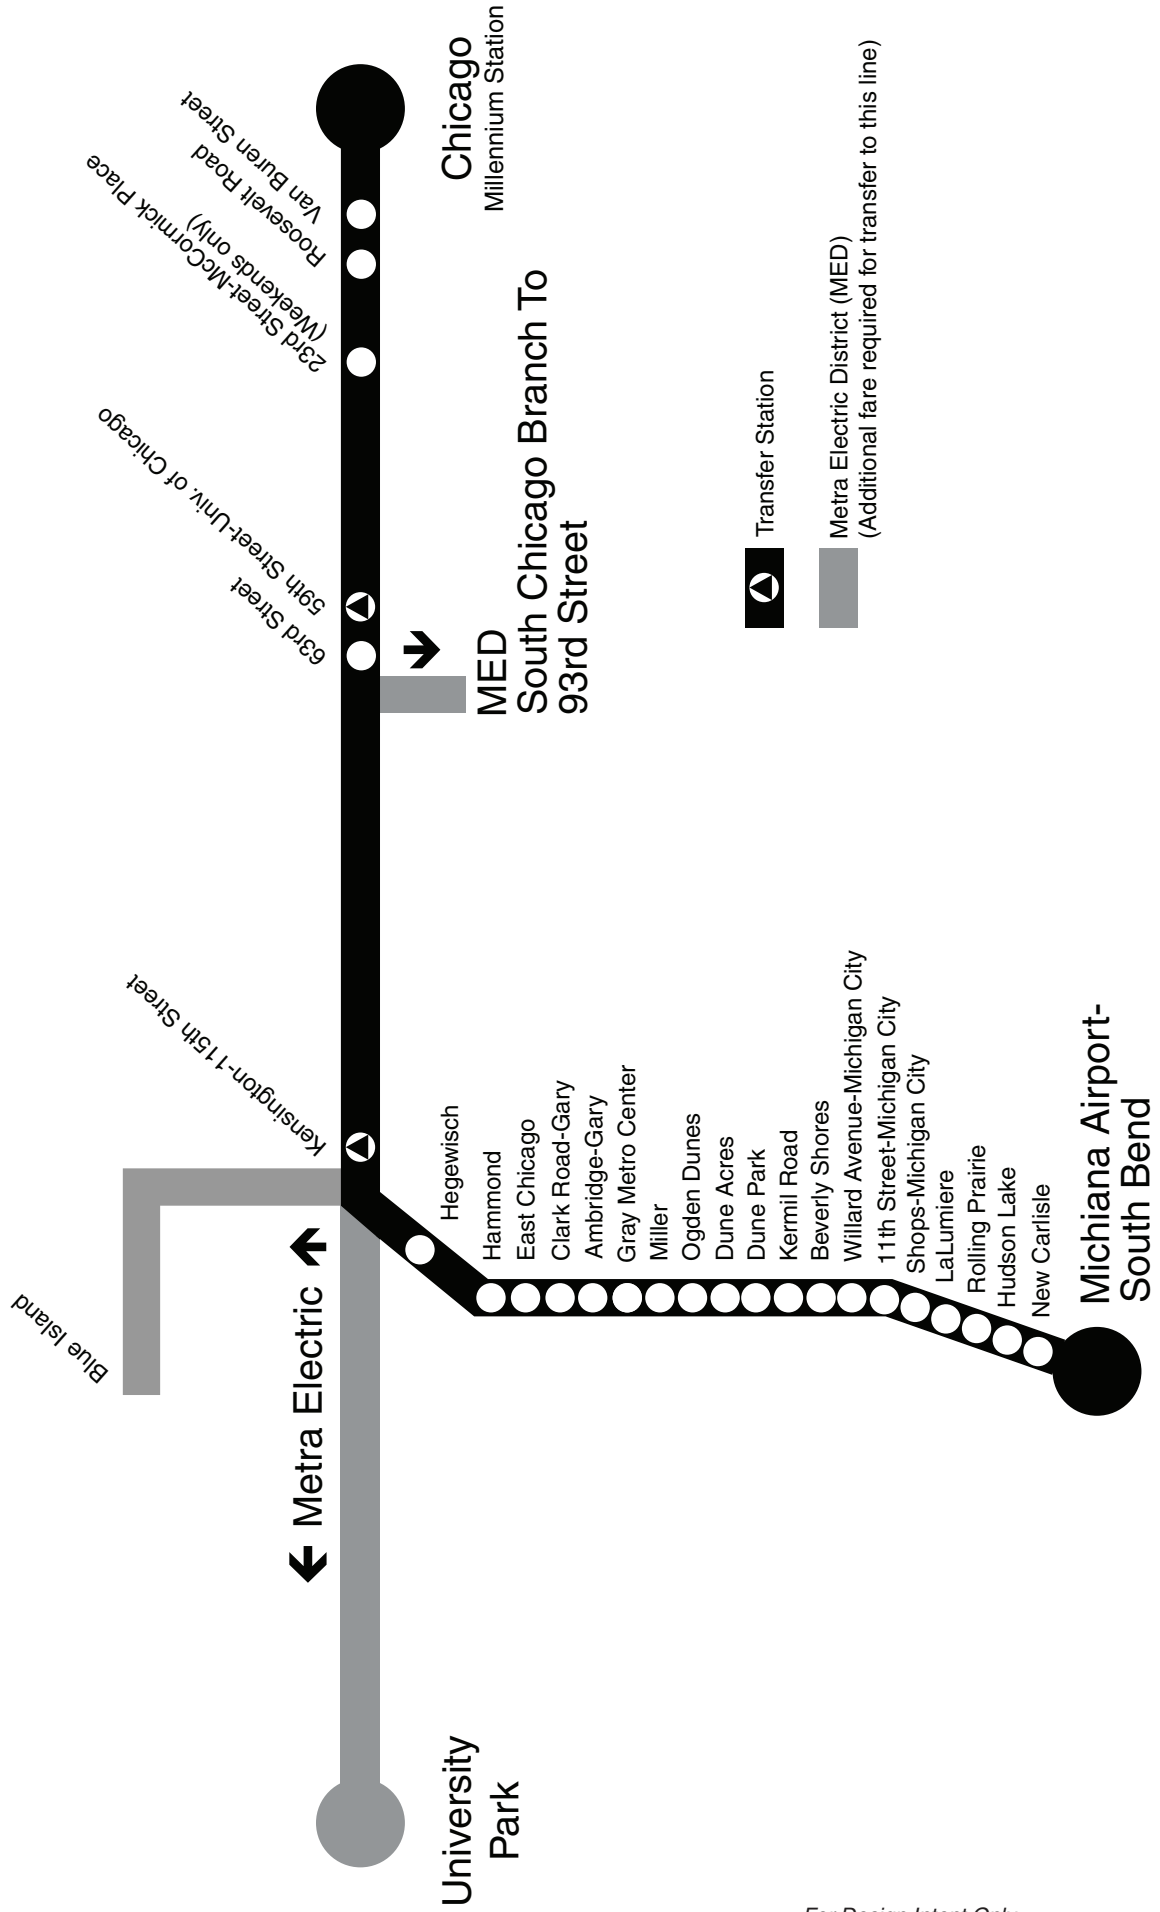 Chicago
Millennium Station
Van Buren Street
Roosevelt Road
23rd Street-McCormick Place
(Weekends only)
59th Street-Univ. of Chicago
63rd Street
MED
South Chicago Branch To
93rd Street
Transfer Station
Metra Electric District (MED)
(Additional fare required for transfer to this line)
Kensington-115th Street
Blue Island
Metra Electric
University
Park
Hegewisch
Hammond
East Chicago
Clark Road-Gary
Ambridge-Gary
Gray Metro Center
Miller
Ogden Dunes
Dune Acres
Dune Park
Kermil Road
Beverly Shores
Willard Avenue-Michigan City
11th Street-Michigan City
Shops-Michigan City
LaLumiere
Rolling Prairie
Hudson Lake
New Carlisle
Michiana Airport-
South Bend
For Design Intent Only